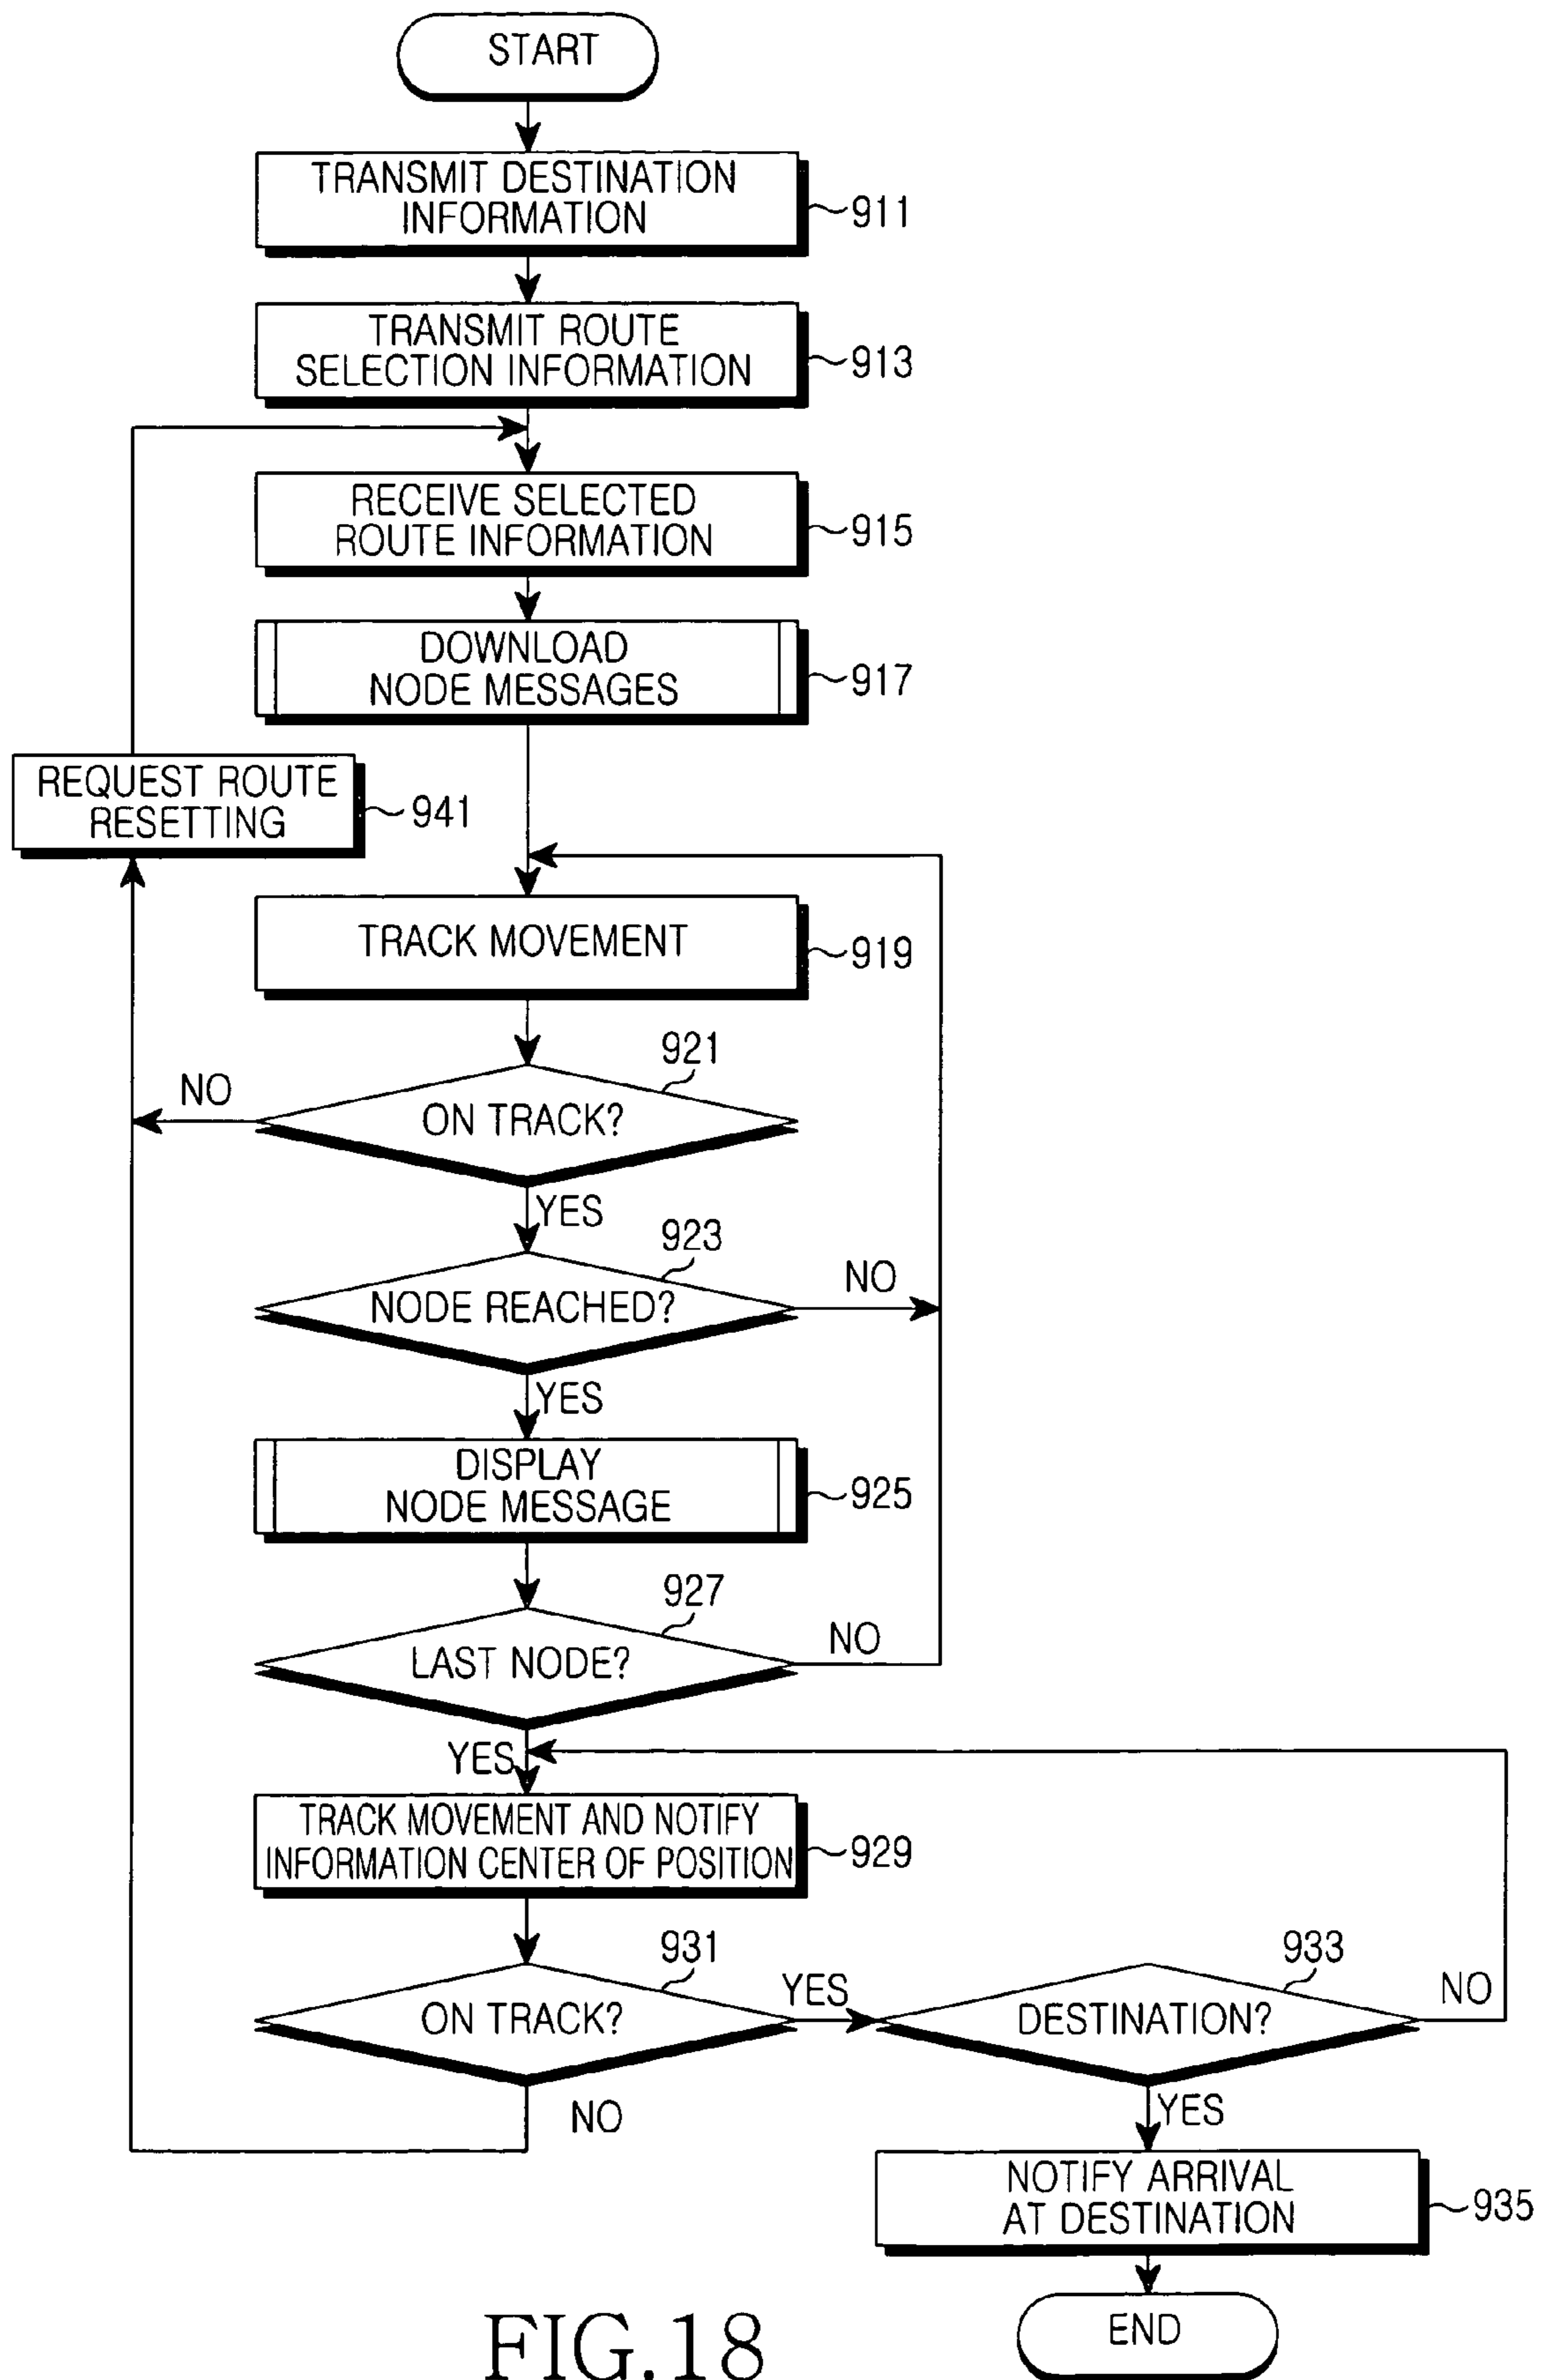 START
TRANSMIT DESTINATION
INFORMATION
911
TRANSMIT ROUTE
SELECTION INFORMATION
913
RECEIVE SELECTED
ROUTE INFORMATION
915
DOWNLOAD
NODE MESSAGES
917
REQUEST ROUTE
RESETTING
941
TRACK MOVEMENT
919
921
NO
ON TRACK?
YES
923
NO
NODE REACHED?
YES
DISPLAY
NODE MESSAGE
925
927
NO
LAST NODE?
YES
TRACK MOVEMENT AND NOTIFY
INFORMATION CENTER OF POSITION
929
931
YES
ON TRACK?
NO
933
NO
DESTINATION?
YES
NOTIFY ARRIVAL
AT DESTINATION
935
END
FIG.18